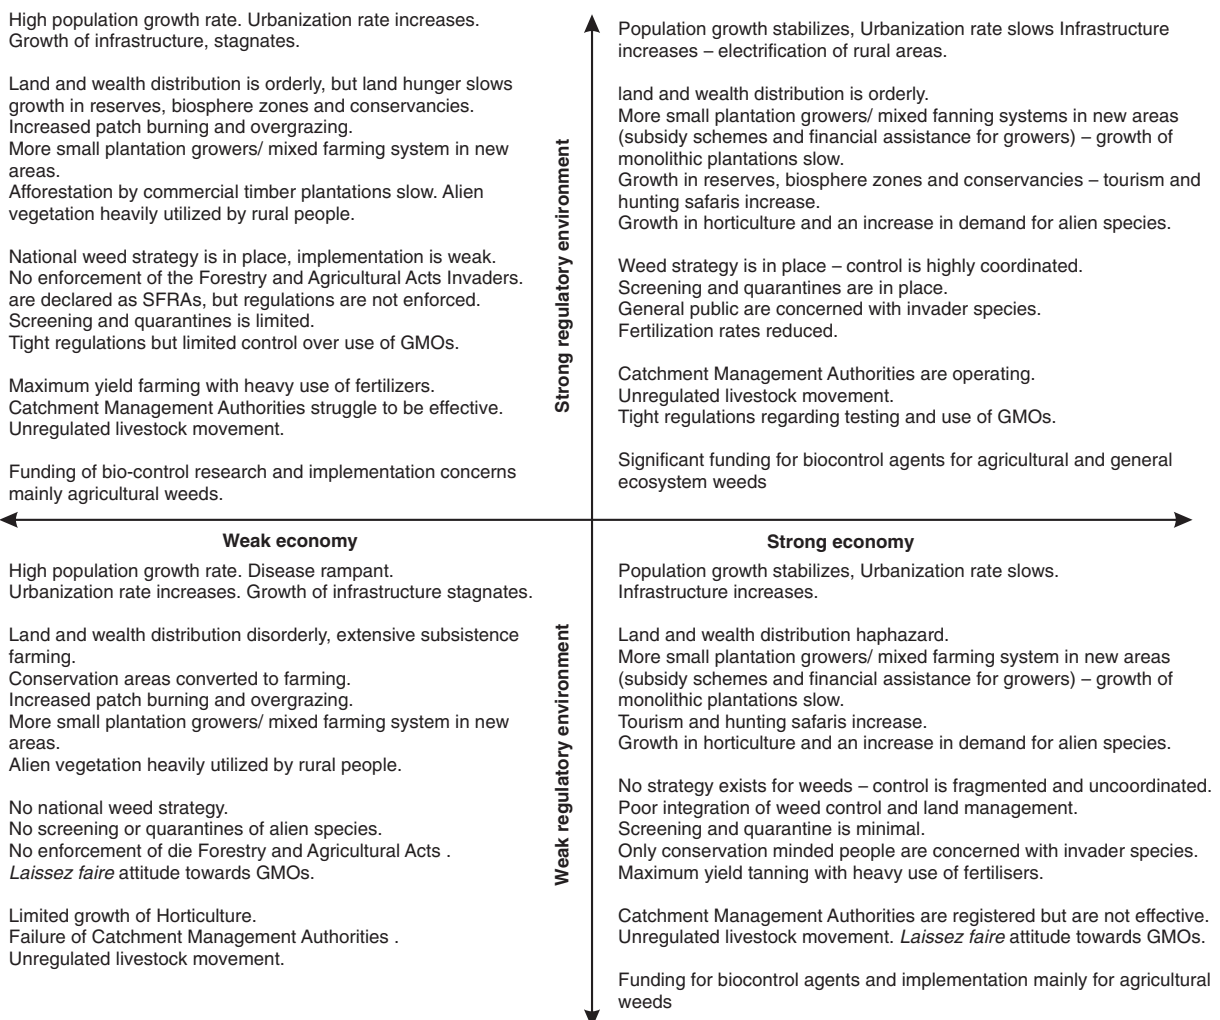 High population growth rate. Urbanization rate increases.
Growth of infrastructure, stagnates.
Land and wealth distribution is orderly, but land hunger slows
growth in reserves, biosphere zones and conservancies.
Increased patch burning and overgrazing.
More small plantation growers/ mixed farming system in new
areas.
Afforestation by commercial timber plantations slow. Alien
vegetation heavily utilized by rural people.
National weed strategy is in place, implementation is weak.
No enforcement of the Forestry and Agricultural Acts Invaders.
are declared as SFRAs, but regulations are not enforced.
Screening and quarantines is limited.
Tight regulations but limited control over use of GMOs.
Maximum yield farming with heavy use of fertilizers.
Catchment Management Authorities struggle to be effective.
Unregulated livestock movement.
Funding of bio-control research and implementation concerns
mainly agricultural weeds.
Strong regulatory environment
Population growth stabilizes, Urbanization rate slows Infrastructure
increases – electrification of rural areas.
land and wealth distribution is orderly.
More small plantation growers/ mixed fanning systems in new areas
(subsidy schemes and financial assistance for growers) – growth of
monolithic plantations slow.
Growth in reserves, biosphere zones and conservancies – tourism and
hunting safaris increase.
Growth in horticulture and an increase in demand for alien species.
Weed strategy is in place – control is highly coordinated.
Screening and quarantines are in place.
General public are concerned with invader species.
Fertilization rates reduced.
Catchment Management Authorities are operating.
Unregulated livestock movement.
Tight regulations regarding testing and use of GMOs.
Significant funding for biocontrol agents for agricultural and general
ecosystem weeds
Weak economy
Strong economy
High population growth rate. Disease rampant.
Urbanization rate increases. Growth of infrastructure stagnates.
Land and wealth distribution disorderly, extensive subsistence
farming.
Conservation areas converted to farming.
Increased patch burning and overgrazing.
More small plantation growers/ mixed farming system in new
areas.
Alien vegetation heavily utilized by rural people.
No national weed strategy.
No screening or quarantines of alien species.
No enforcement of die Forestry and Agricultural Acts .
Laissez faire attitude towards GMOs.
Limited growth of Horticulture.
Failure of Catchment Management Authorities .
Unregulated livestock movement.
Weak regulatory environment
Population growth stabilizes, Urbanization rate slows.
Infrastructure increases.
Land and wealth distribution haphazard.
More small plantation growers/ mixed farming system in new areas
(subsidy schemes and financial assistance for growers) – growth of
monolithic plantations slow.
Tourism and hunting safaris increase.
Growth in horticulture and an increase in demand for alien species.
No strategy exists for weeds – control is fragmented and uncoordinated.
Poor integration of weed control and land management.
Screening and quarantine is minimal.
Only conservation minded people are concerned with invader species.
Maximum yield tanning with heavy use of fertilisers.
Catchment Management Authorities are registered but are not effective.
Unregulated livestock movement. Laissez faire attitude towards GMOs.
Funding for biocontrol agents and implementation mainly for agricultural
weeds